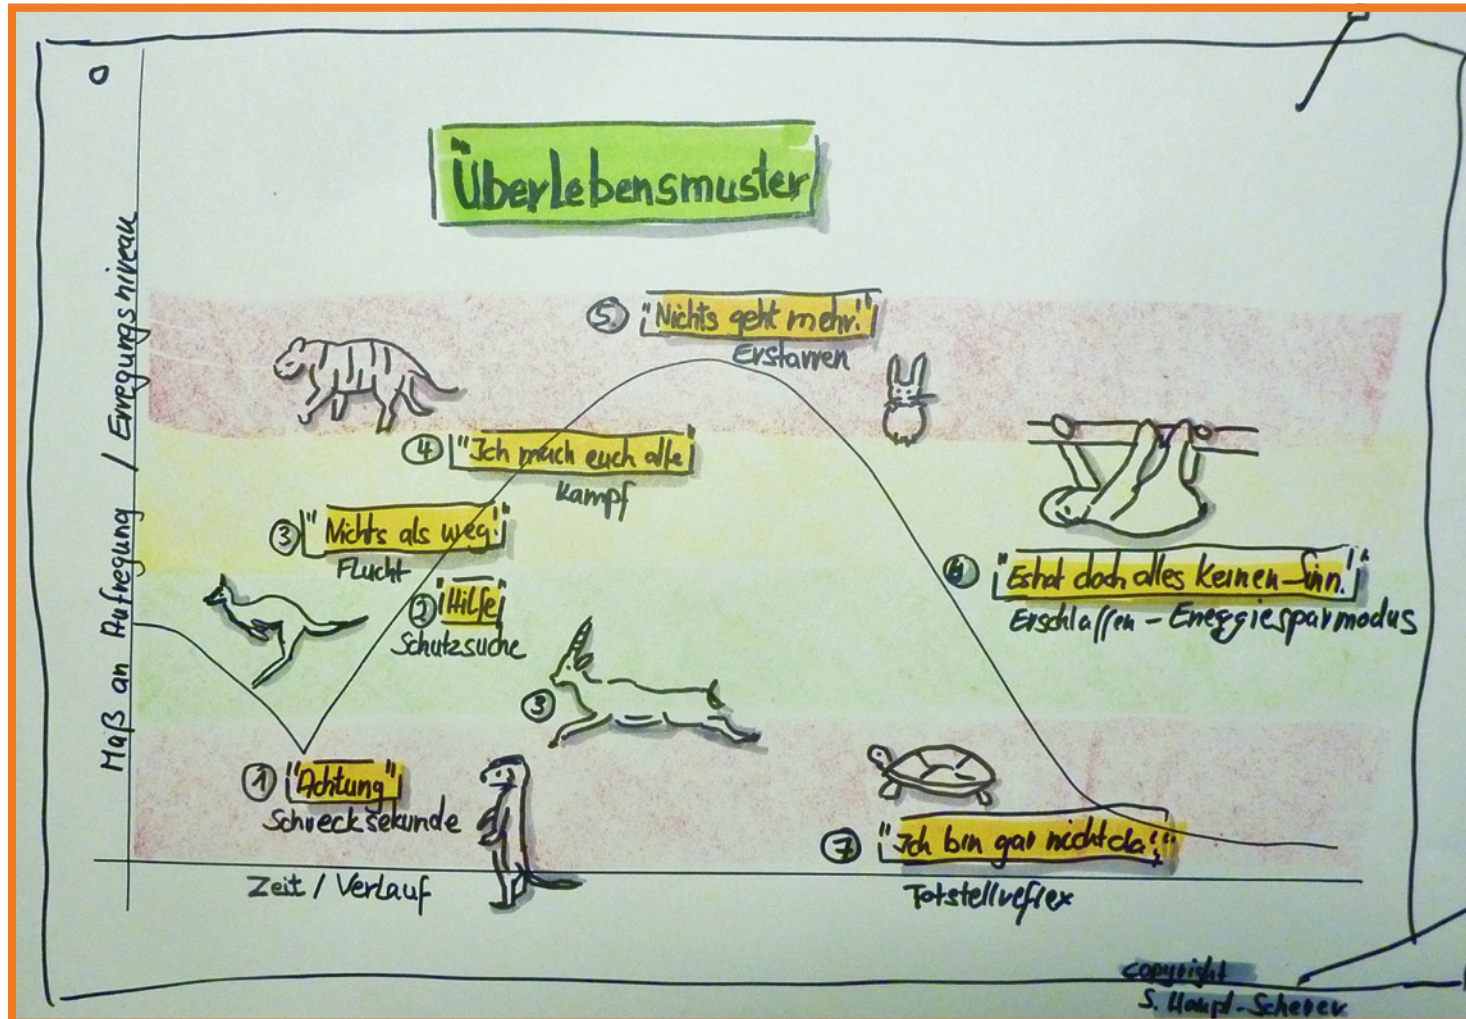 Überlebensmuster
Maß an Aufregung / Erregungsniveau
5. "Nichts geht mehr!"
Erstarren
4 "Ich mach euch alle"
Kampf
3 "Nichts als weg!"
Flucht
2 "Hilfe"
Schutzsuche
6 "Es hat doch alles keinen Sinn."
Erschlaffen - Eneggiesparmodus
3
1 "Achtung"
Schrecksekunde
7 "Ich bin gar nicht da!"
Totstellreflex
Zeit / Verlauf
copyright
S. Haupt-Scherer